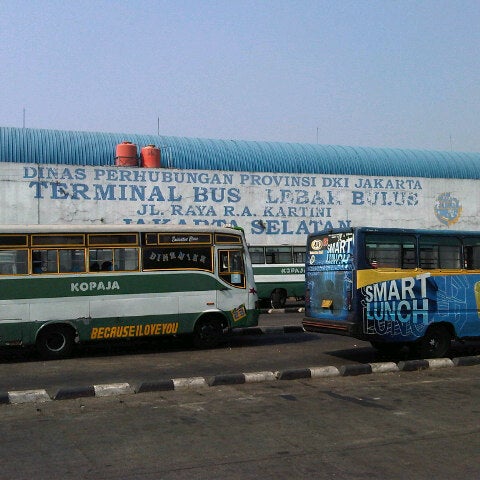 DINAS PERHUBUNGAN PROVINSI DKI JAKARTA
TERMINAL BUS LEBAK BULUS
JL. RAYA R.A. KARTINI
JAKARTA SELATAN
KOPAJA
BECAUSE I LOVE YOU
SMART
LUNCH
SMART
LUNCH